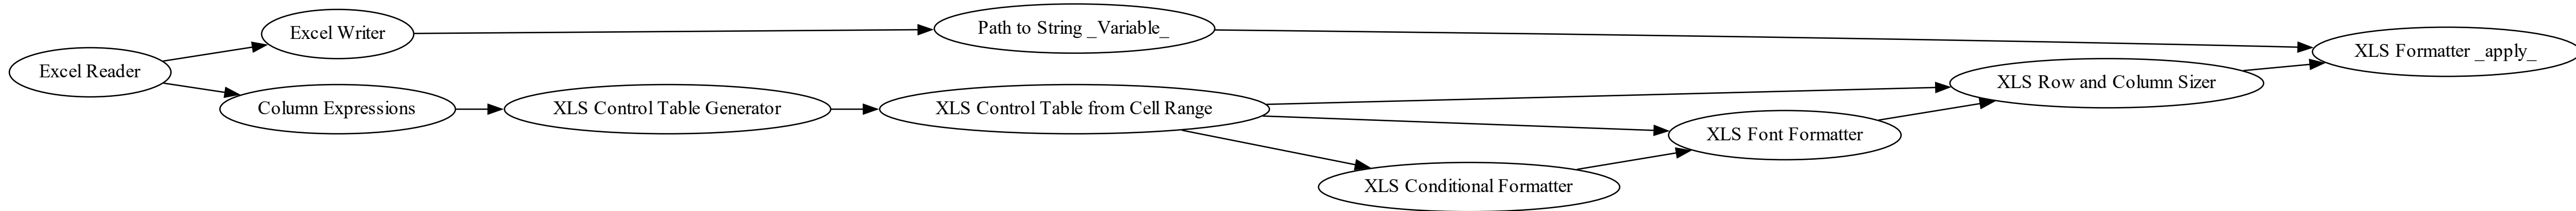 Excel Reader
Excel Writer
Path to String _Variable_
XLS Formatter _apply_
Column Expressions
XLS Control Table Generator
XLS Control Table from Cell Range
XLS Row and Column Sizer
XLS Font Formatter
XLS Conditional Formatter